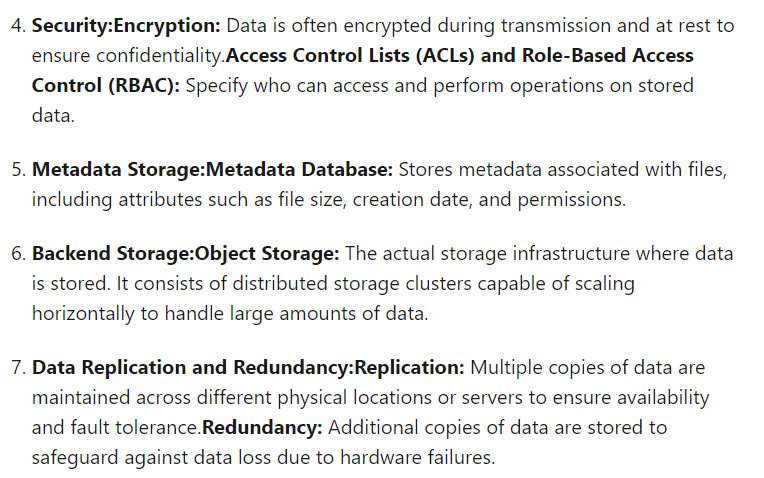 4. Security:Encryption: Data is often encrypted during transmission and at rest to
ensure confidentiality.Access Control Lists (ACLs) and Role-Based Access
Control (RBAC): Specify who can access and perform operations on stored
data.
5. Metadata Storage:Metadata Database: Stores metadata associated with files,
including attributes such as file size, creation date, and permissions.
6. Backend Storage:Object Storage: The actual storage infrastructure where data
is stored. It consists of distributed storage clusters capable of scaling
horizontally to handle large amounts of data.
7. Data Replication and Redundancy:Replication: Multiple copies of data are
maintained across different physical locations or servers to ensure availability
and fault tolerance.Redundancy: Additional copies of data are stored to
safeguard against data loss due to hardware failures.